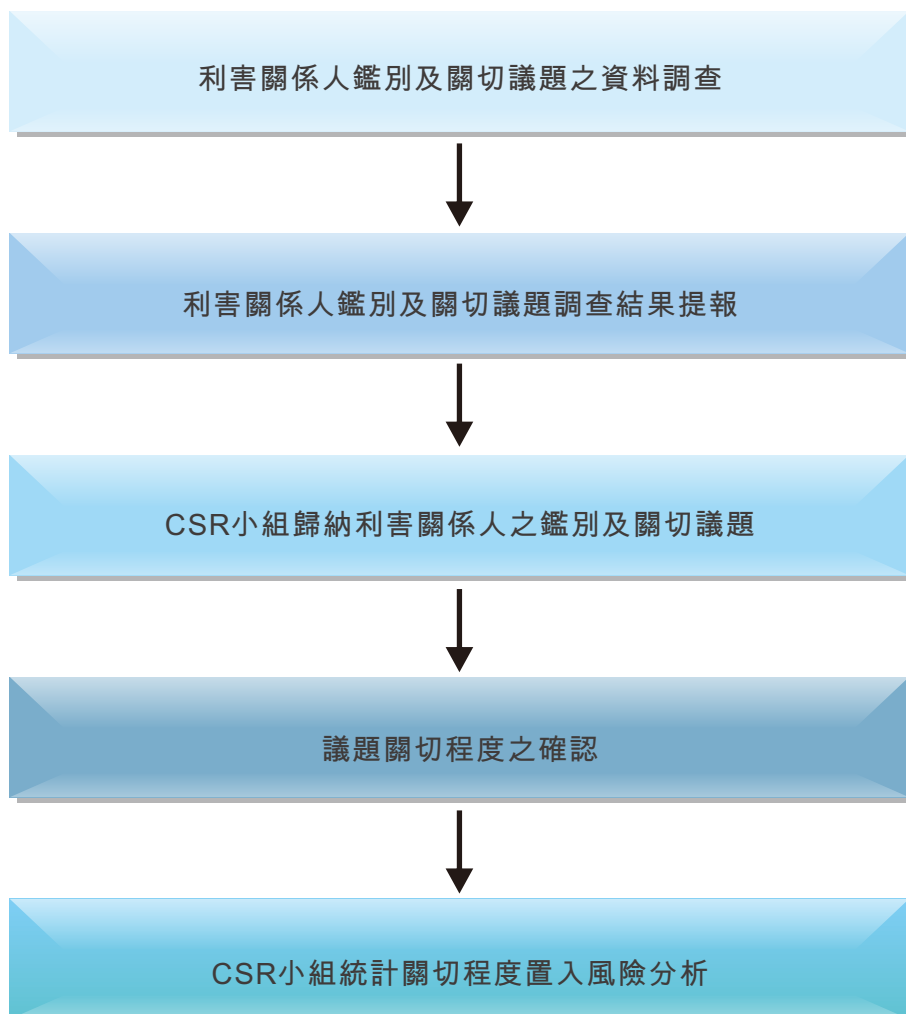 利害關係人鑑別及關切議題之資料調查
利害關係人鑑別及關切議題調查結果提報
CSR小組歸納利害關係人之鑑別及關切議題
議題關切程度之確認
CSR小組統計關切程度置入風險分析